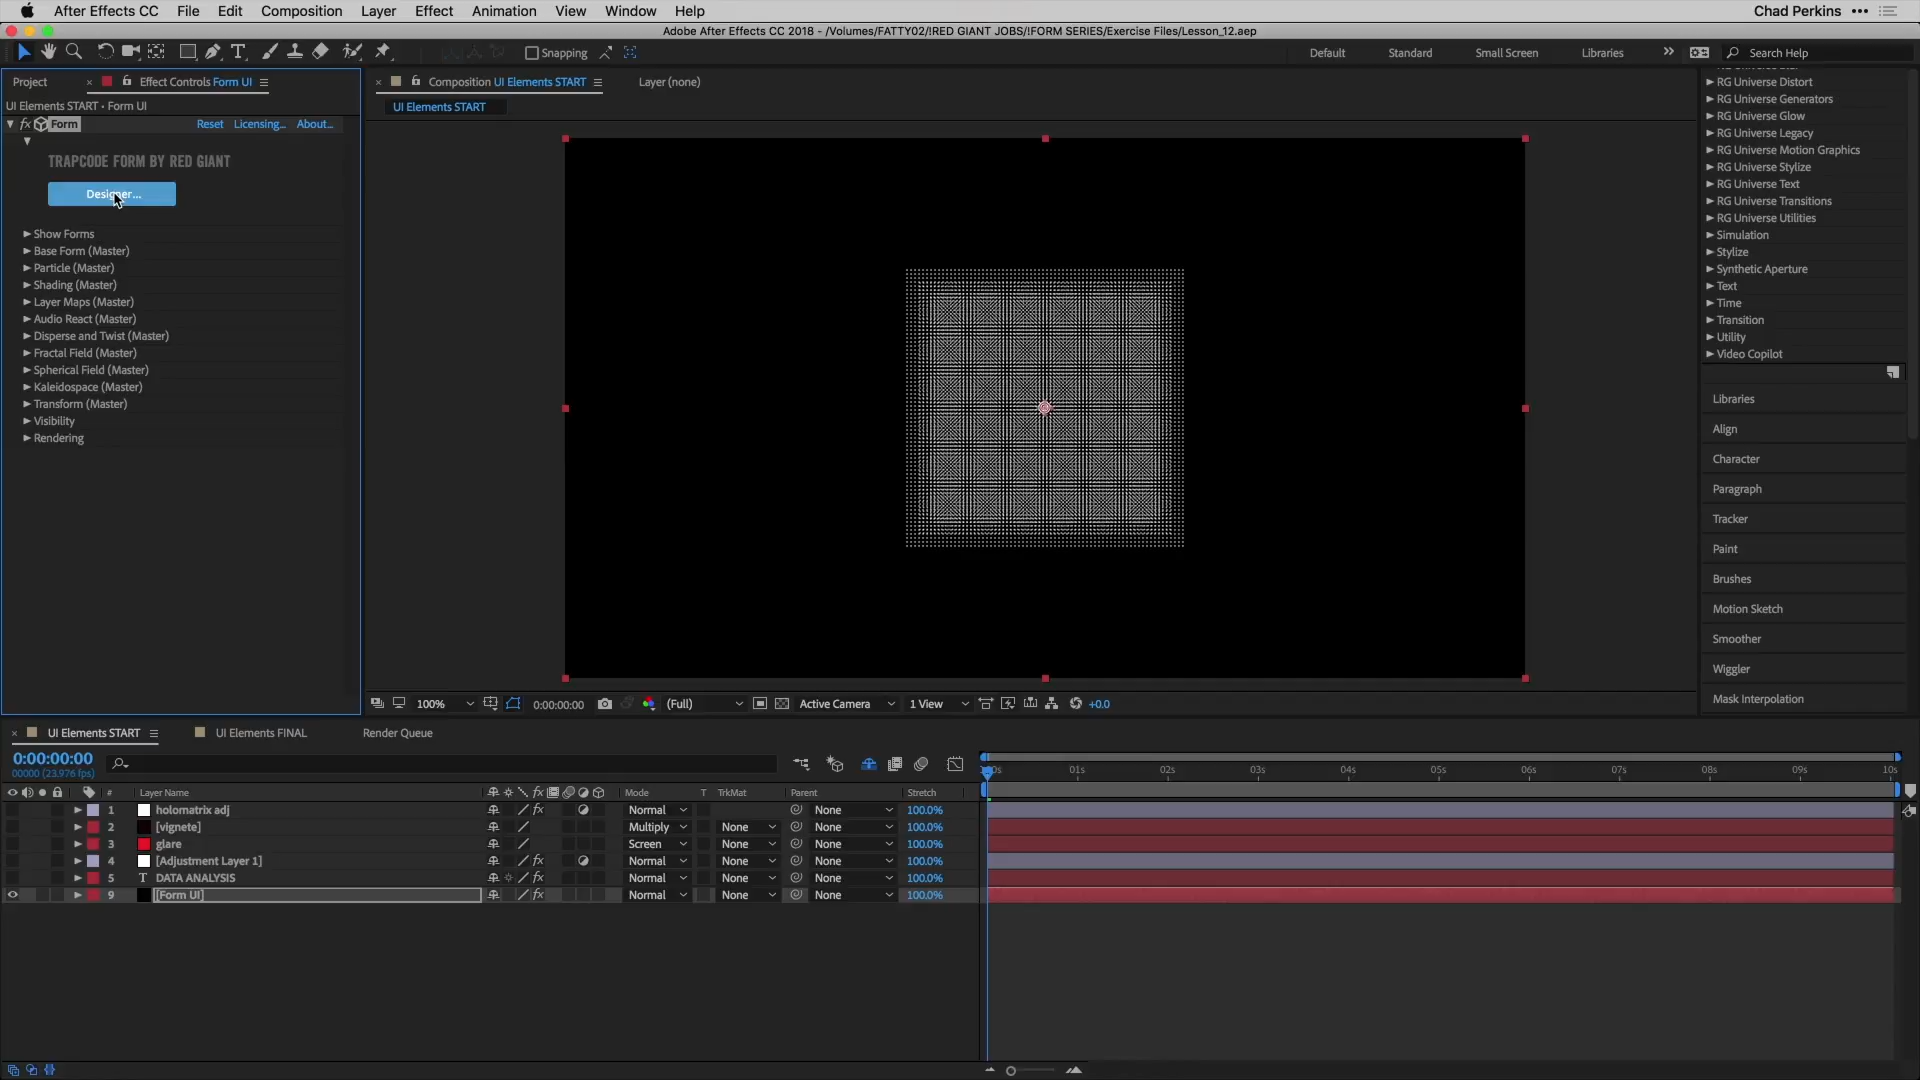 After Effects CC File Edit Composition Layer Effect Animation View Window Help Chad Perkins
Adobe After Effects CC 2018 - /Volumes/FATTY02/!RED GIANT JOBS/!FORM SERIES/Exercise Files/Lesson_12.aep
Snapping Default Standard Small Screen Libraries Search Help
Project Effect Controls Form UI Composition UI Elements START Layer (none)
UI Elements START • Form UI
UI Elements START
fx Form Reset Licensing... About...
TRAPCODE FORM BY RED GIANT
Designer...
Show Forms
Base Form (Master)
Particle (Master)
Shading (Master)
Layer Maps (Master)
Audio React (Master)
Disperse and Twist (Master)
Fractal Field (Master)
Spherical Field (Master)
Kaleidospace (Master)
Transform (Master)
Visibility
Rendering
RG Universe Distort
RG Universe Generators
RG Universe Glow
RG Universe Legacy
RG Universe Motion Graphics
RG Universe Stylize
RG Universe Text
RG Universe Transitions
RG Universe Utilities
Simulation
Stylize
Synthetic Aperture
Text
Time
Transition
Utility
Video Copilot
Libraries
Align
Character
Paragraph
Tracker
Paint
Brushes
Motion Sketch
Smoother
Wiggler
Mask Interpolation
100% 0:00:00:00 (Full) Active Camera 1 View +0.0
UI Elements START UI Elements FINAL Render Queue
0:00:00:00
00000 (23.976 fps)
01s 02s 03s 04s 05s 06s 07s 08s 09s 10s
# Layer Name fx Mode T TrkMat Parent Stretch
1 holomatrix adj fx Normal None 100.0%
2 [vignete] Multiply None None 100.0%
3 glare Screen None None 100.0%
4 [Adjustment Layer 1] fx Normal None None 100.0%
5 T DATA ANALYSIS fx Normal None None 100.0%
9 [Form UI] fx Normal None None 100.0%